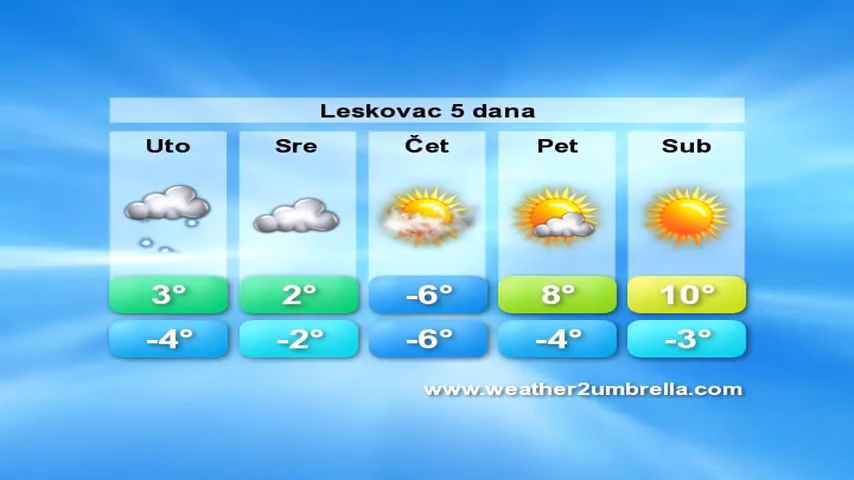 Leskovac 5 dana
Uto Sre Čet Pet Sub
3° 2° -6° 8° 10°
-4° -2° -6° -4° -3°
www.weather2umbrella.com